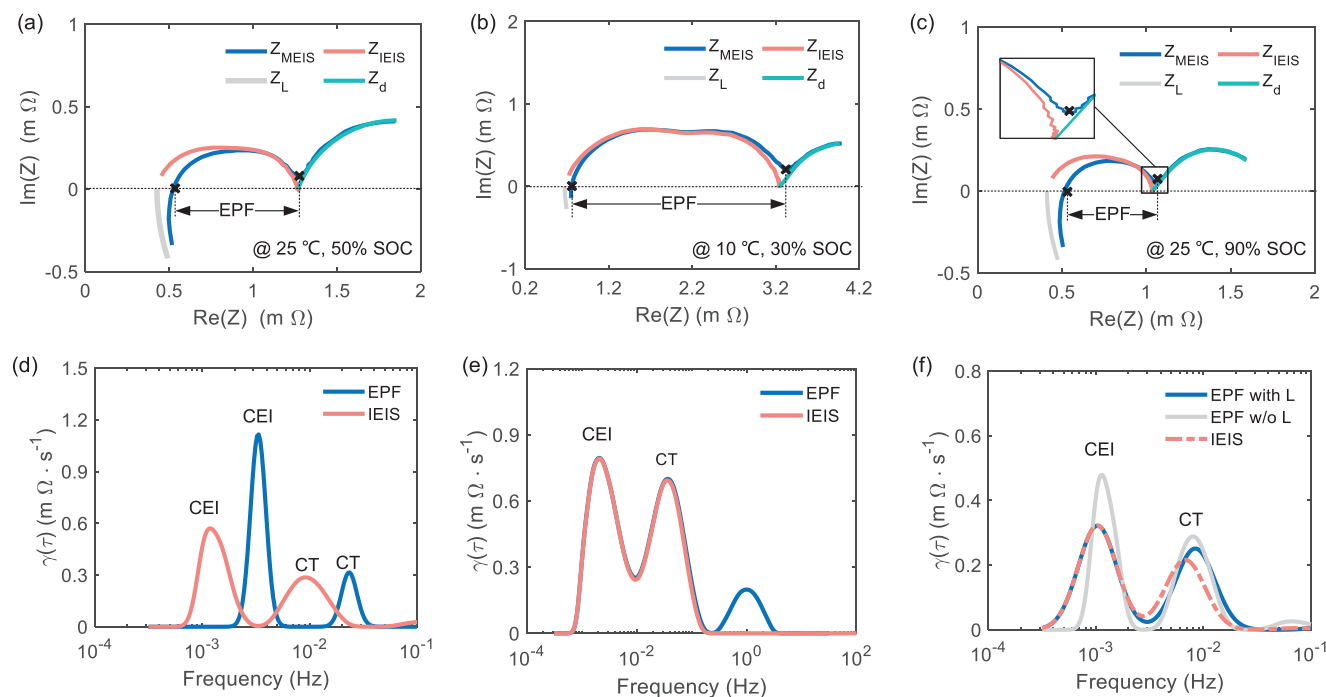 (a)
Z_MEIS Z_IEIS
Z_L Z_d
EPF
@ 25 ℃, 50% SOC
Im(Z) (m Ω)
1
0.5
0
-0.5
0 0.5 1 1.5 2
Re(Z) (m Ω)
(b)
Z_MEIS Z_IEIS
Z_L Z_d
EPF
@ 10 ℃, 30% SOC
Im(Z) (m Ω)
2
1
0
-1
0.2 1.2 2.2 3.2 4.2
Re(Z) (m Ω)
(c)
Z_MEIS Z_IEIS
Z_L Z_d
EPF
@ 25 ℃, 90% SOC
Im(Z) (m Ω)
1
0.5
0
-0.5
0 0.5 1 1.5 2
Re(Z) (m Ω)
(d)
EPF
IEIS
CEI
CEI
CT CT
γ(τ) (m Ω · s⁻¹)
1.5
1.2
0.9
0.6
0.3
0
10⁻⁴ 10⁻³ 10⁻² 10⁻¹
Frequency (Hz)
(e)
EPF
IEIS
CEI
CT
γ(τ) (m Ω · s⁻¹)
1.2
0.9
0.6
0.3
0
10⁻⁴ 10⁻² 10⁰ 10²
Frequency (Hz)
(f)
EPF with L
EPF w/o L
IEIS
CEI
CT
γ(τ) (m Ω · s⁻¹)
0.8
0.6
0.4
0.2
0
10⁻⁴ 10⁻³ 10⁻² 10⁻¹
Frequency (Hz)